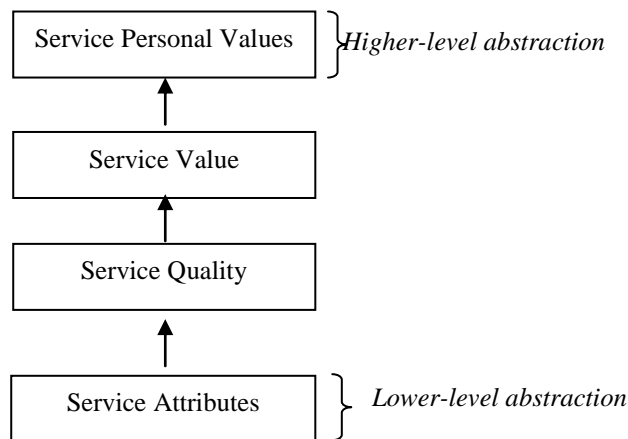 Service Personal Values
Higher-level abstraction
Service Value
Service Quality
Service Attributes
Lower-level abstraction